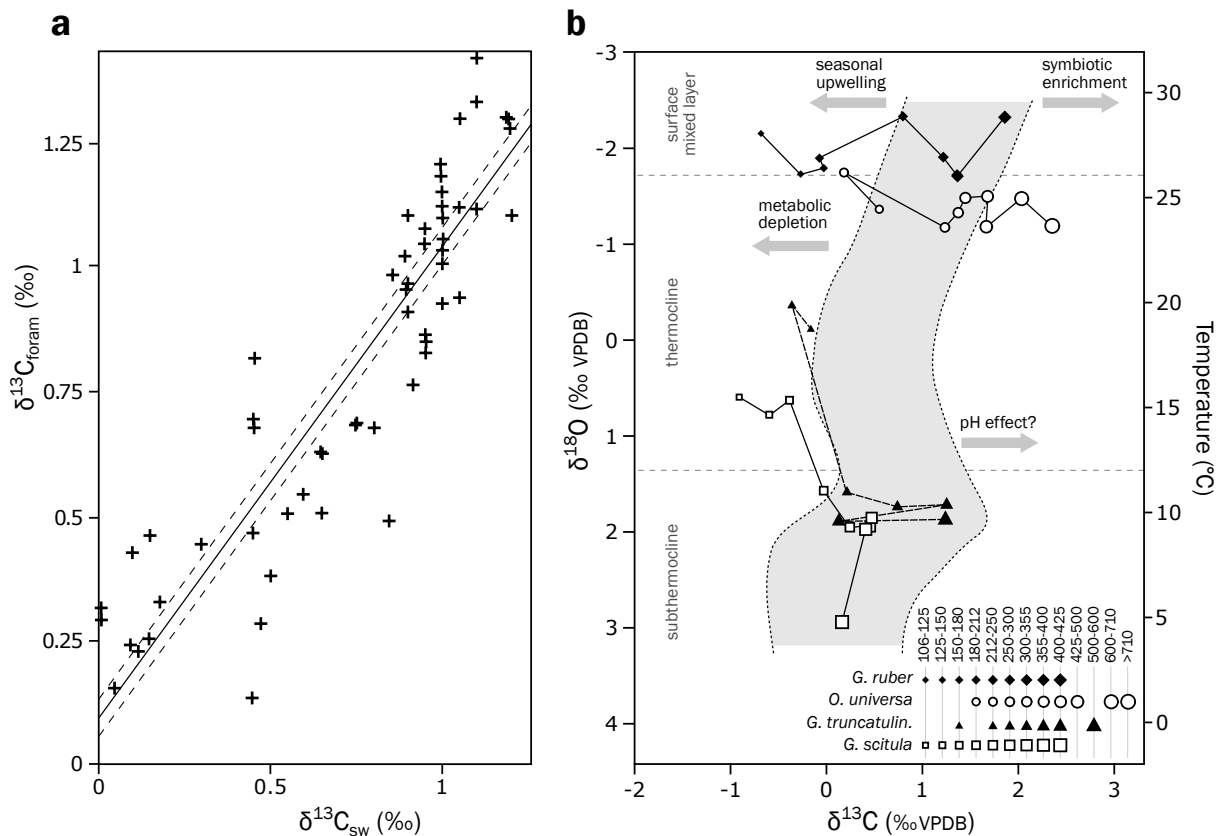 a
1.25
1
0.75
0.5
0.25
0
0
0.5
1
δ¹³Cforam (‰)
δ¹³Csw (‰)
b
-3
-2
-1
0
1
2
3
4
-2
-1
0
1
2
3
30
25
20
15
10
5
0
δ¹⁸O (‰ VPDB)
δ¹³C (‰VPDB)
Temperature (°C)
surface
mixed layer
thermocline
subthermocline
seasonal
upwelling
symbiotic
enrichment
metabolic
depletion
pH effect?
106-125
125-150
150-180
180-212
212-250
250-300
300-355
355-400
400-425
425-500
500-600
600-710
>710
G. ruber
O. universa
G. truncatulin.
G. scitula